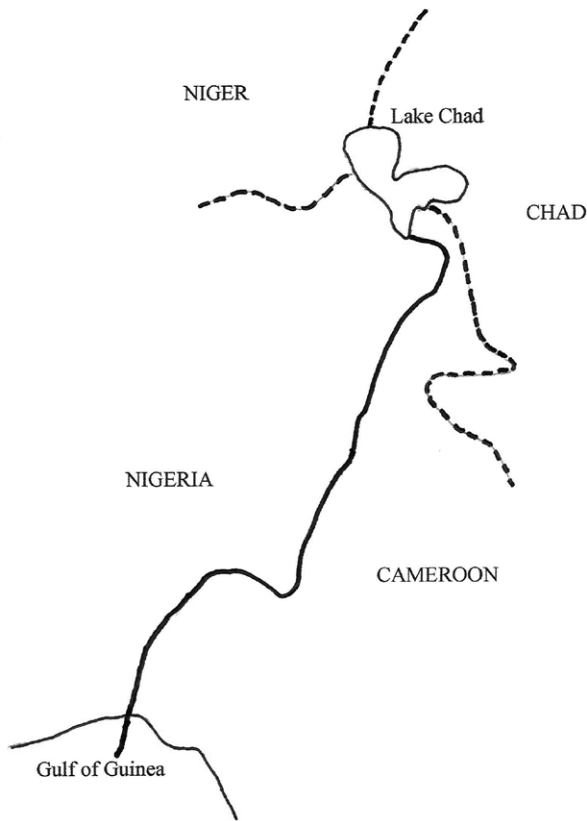 NIGER
Lake Chad
CHAD
NIGERIA
CAMEROON
Gulf of Guinea